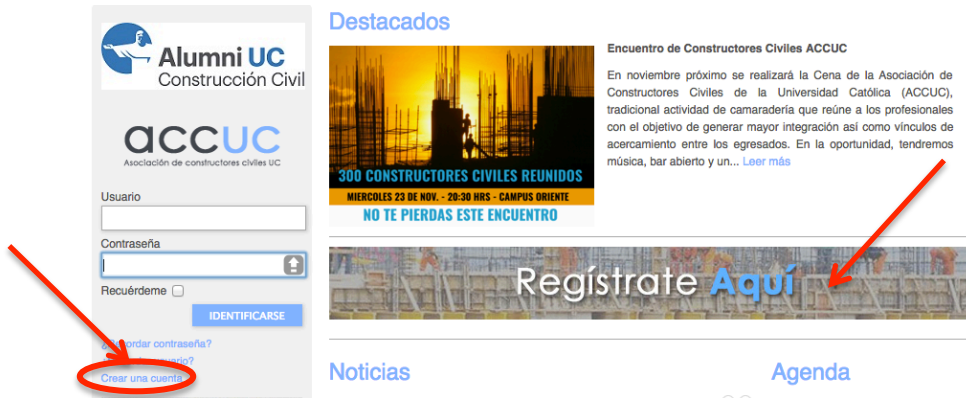 Alumni UC
Construcción Civil
accuc
Asociación de constructores civiles UC
Usuario
Contraseña
Recuérdeme
IDENTIFICARSE
contraseña?
Crear una cuenta
Destacados
300 CONSTRUCTORES CIVILES REUNIDOS
MIERCOLES 23 DE NOV. - 20:30 HRS - CAMPUS ORIENTE
NO TE PIERDAS ESTE ENCUENTRO
Encuentro de Constructores Civiles ACCUC
En noviembre próximo se realizará la Cena de la Asociación de
Constructores Civiles de la Universidad Católica (ACCUC),
tradicional actividad de camaradería que reúne a los profesionales
con el objetivo de generar mayor integración así como vínculos de
acercamiento entre los egresados. En la oportunidad, tendremos
música, bar abierto y un... Leer más
Regístrate Aquí
Noticias
Agenda